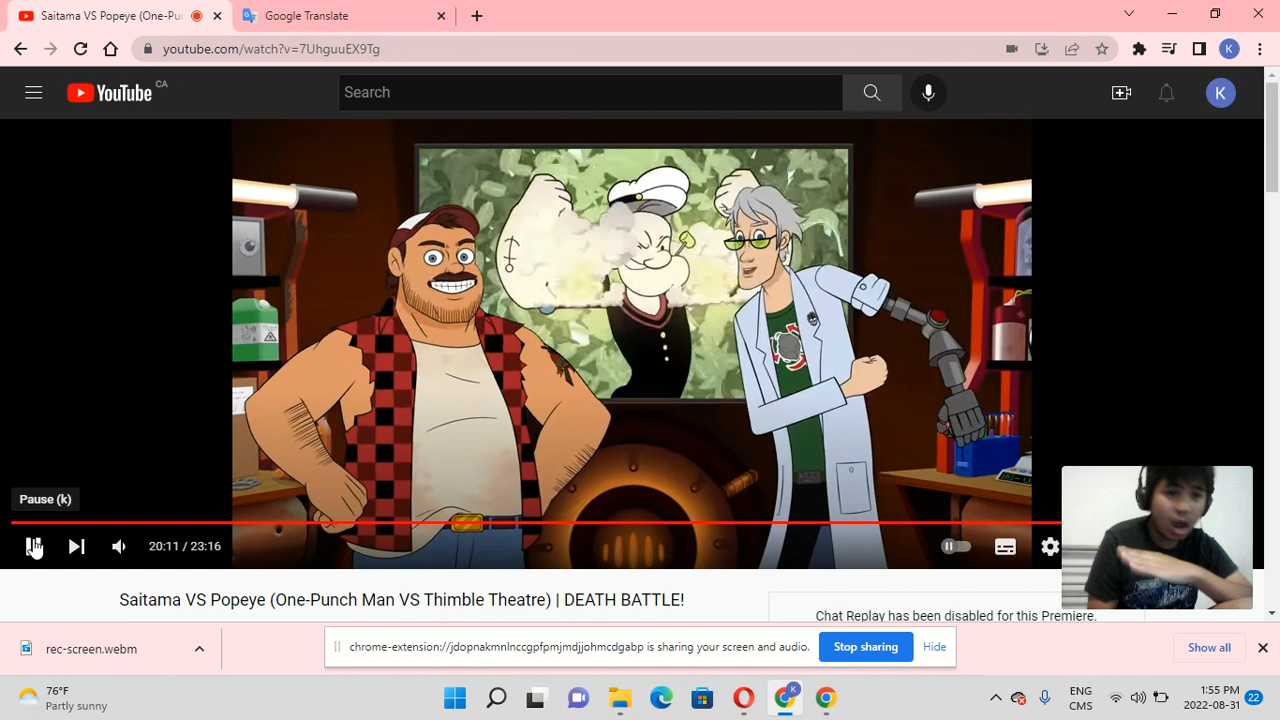 Saitama VS Popeye (One-Pu
Google Translate
youtube.com/watch?v=7UhguuEX9Tg
K
YouTube CA
Search
K
Pause (k)
20:11 / 23:16
Saitama VS Popeye (One-Punch Man VS Thimble Theatre) | DEATH BATTLE!
Chat Replay has been disabled for this Premiere.
rec-screen.webm
chrome-extension://jdopnakmnlnccgpfpmjmdjjohmcdgabp is sharing your screen and audio.
Stop sharing
Hide
Show all
76°F
Partly sunny
K
ENG
CMS
1:55 PM
2022-08-31
22